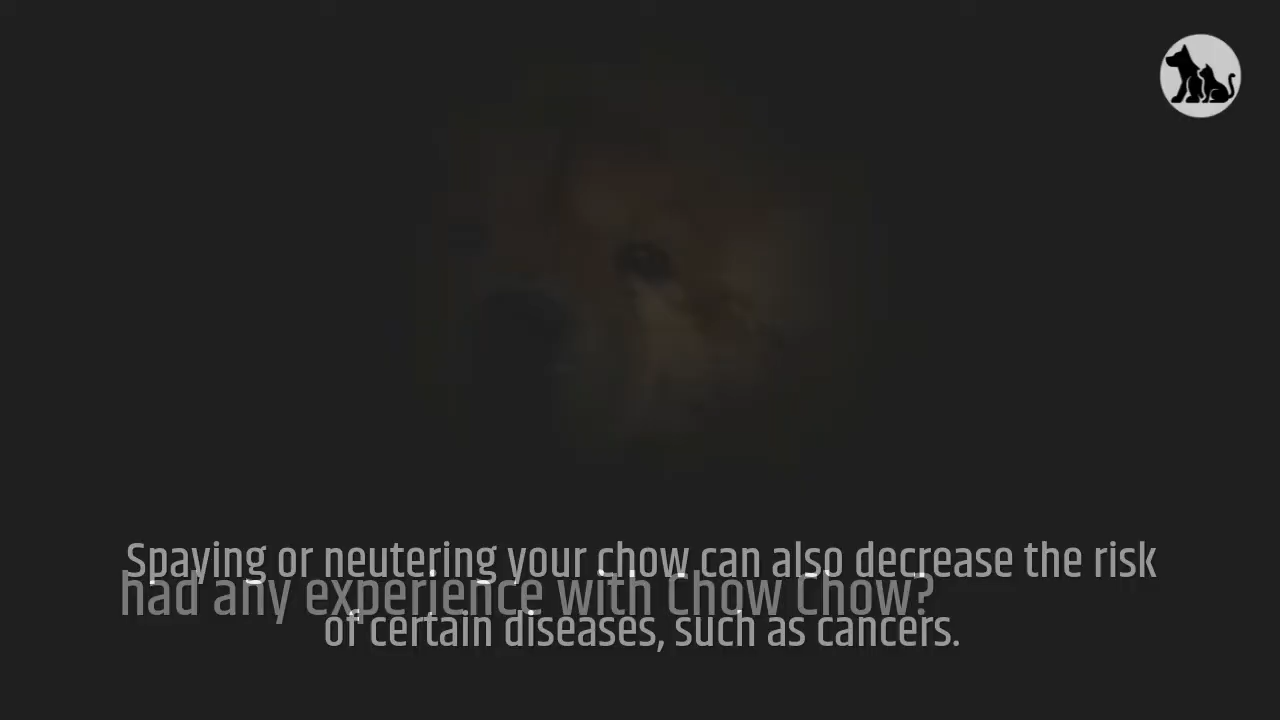 Spaying or neutering your chow can also decrease the risk
had any experience with Chow Chow?
of certain diseases, such as cancers.